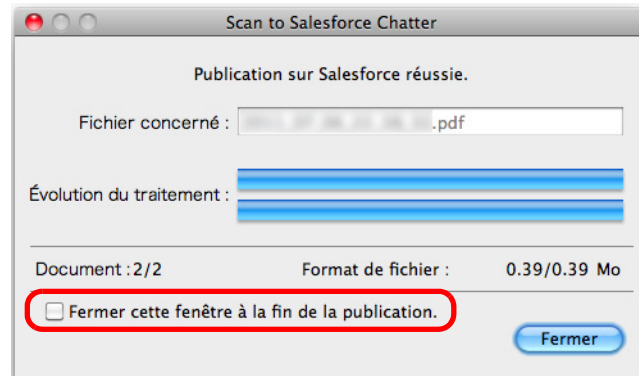 Scan to Salesforce Chatter
Publication sur Salesforce réussie.
Fichier concerné : .pdf
Évolution du traitement :
Document : 2/2 Format de fichier : 0.39/0.39 Mo
Fermer cette fenêtre à la fin de la publication.
Fermer